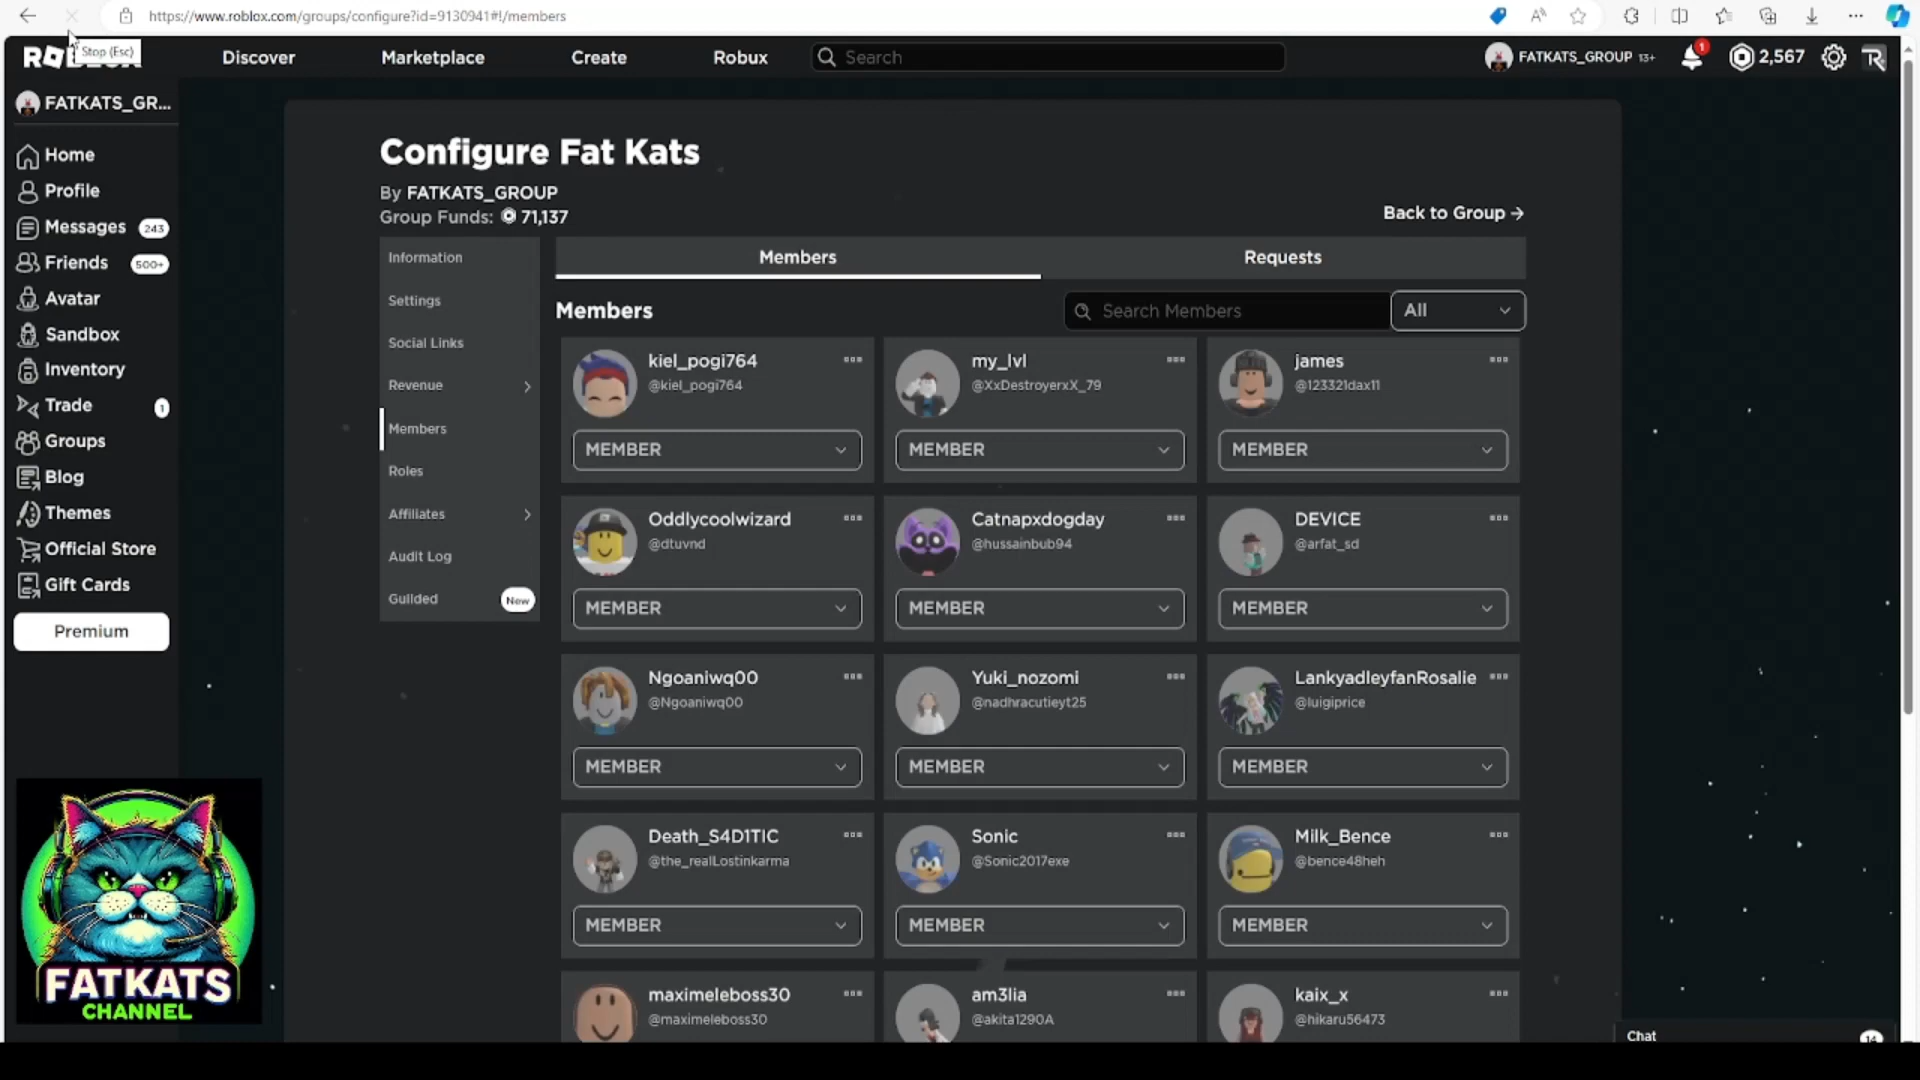 https://www.roblox.com/groups/configure?id=9130941#!/members
Stop (Esc)
Discover
Marketplace
Create
Robux
Search
FATKATS_GROUP 13+
1
2,567
FATKATS_GR...
Home
Profile
Messages 243
Friends 500+
Avatar
Sandbox
Inventory
Trade 1
Groups
Blog
Themes
Official Store
Gift Cards
Premium
Configure Fat Kats
By FATKATS_GROUP
Group Funds: 71,137
Back to Group →
Information
Settings
Social Links
Revenue
Members
Roles
Affiliates
Audit Log
Guilded New
Members
Requests
Members
Search Members
All
kiel_pogi764
@kiel_pogi764
MEMBER
my_lvl
@XxDestroyerxX_79
MEMBER
james
@123321dax11
MEMBER
Oddlycoolwizard
@dtuvnd
MEMBER
Catnapxdogday
@hussainbub94
MEMBER
DEVICE
@arfat_sd
MEMBER
Ngoaniwq00
@Ngoaniwq00
MEMBER
Yuki_nozomi
@nadhracutieyt25
MEMBER
LankyadleyfanRosalie
@luigiprice
MEMBER
Death_S4D1TIC
@the_realLostinkarma
MEMBER
Sonic
@Sonic2017exe
MEMBER
Milk_Bence
@bence48heh
MEMBER
maximeleboss30
@maximeleboss30
am3lia
@akita1290A
kaix_x
@hikaru56473
FATKATS
CHANNEL
Chat